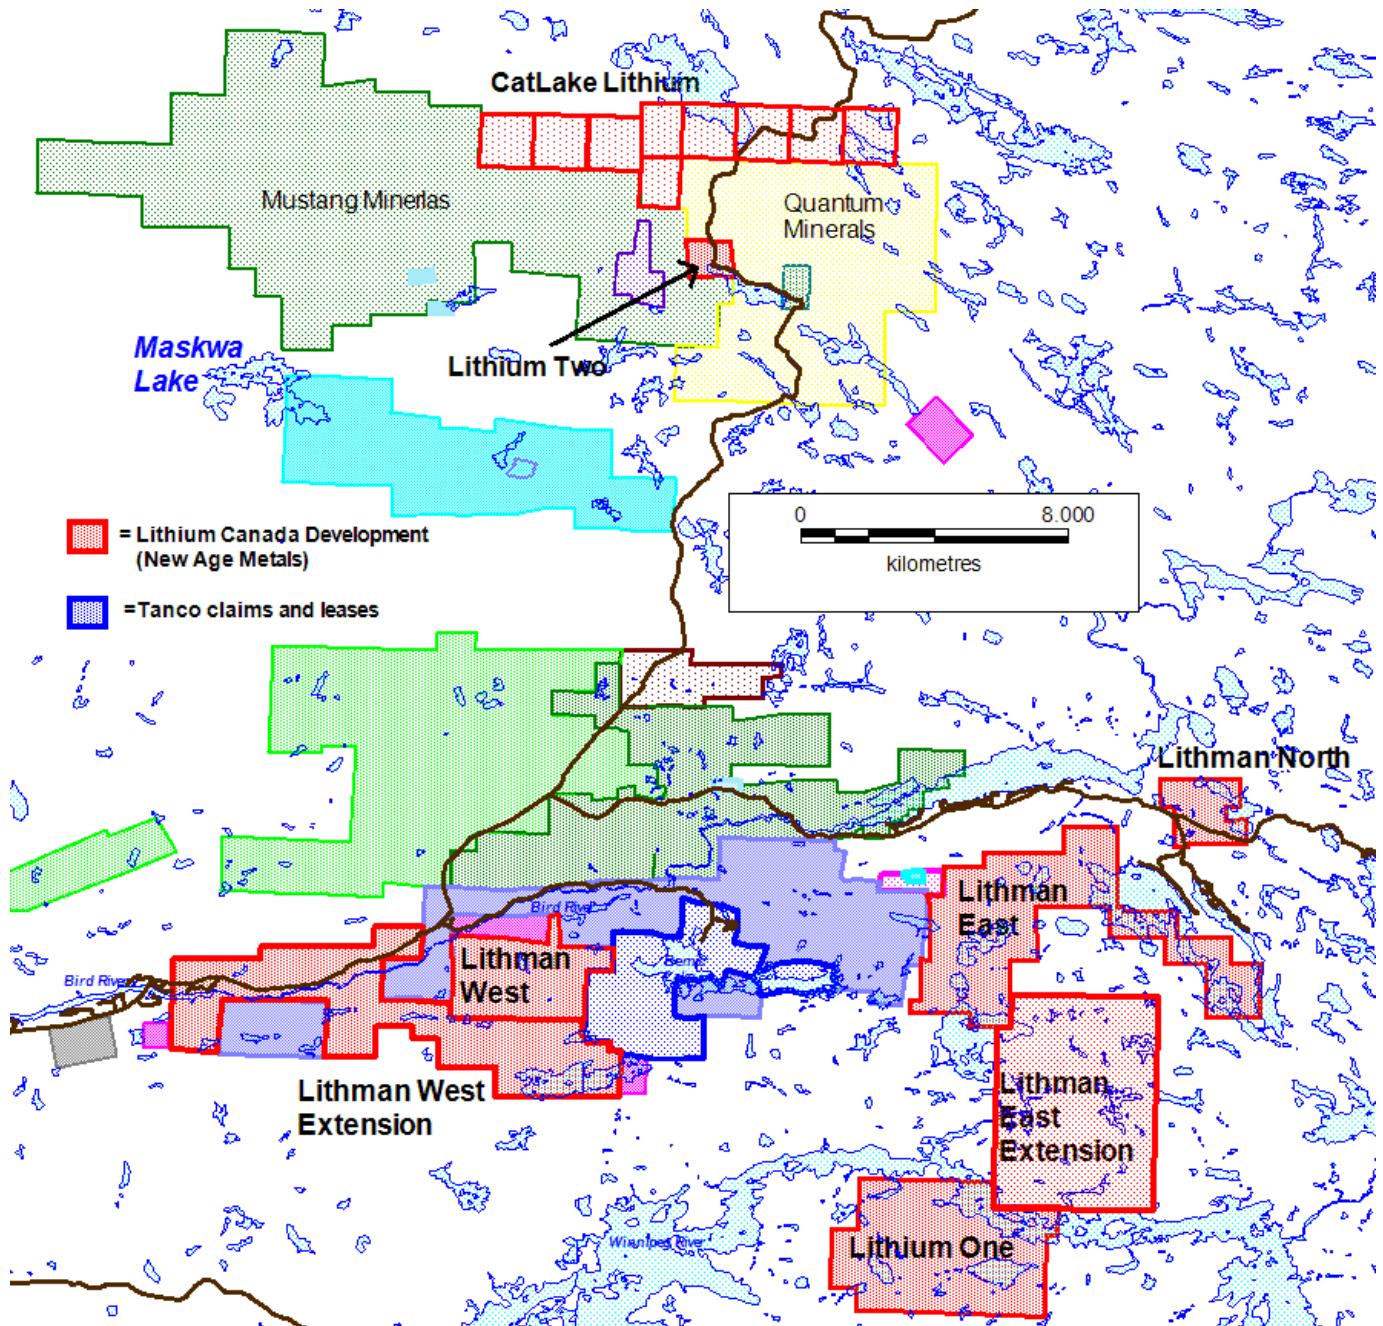 CatLake Lithium
Mustang Minerlas
Quantum
Minerals
Maskwa
Lake
Lithium Two
0 8.000
kilometres
= Lithium Canada Development
(New Age Metals)
=Tanco claims and leases
Lithman North
Lithman
East
Bird River
Lithman
West
Bird River
Lithman West
Extension
Lithman
East
Extension
Winnipeg River
Lithium One